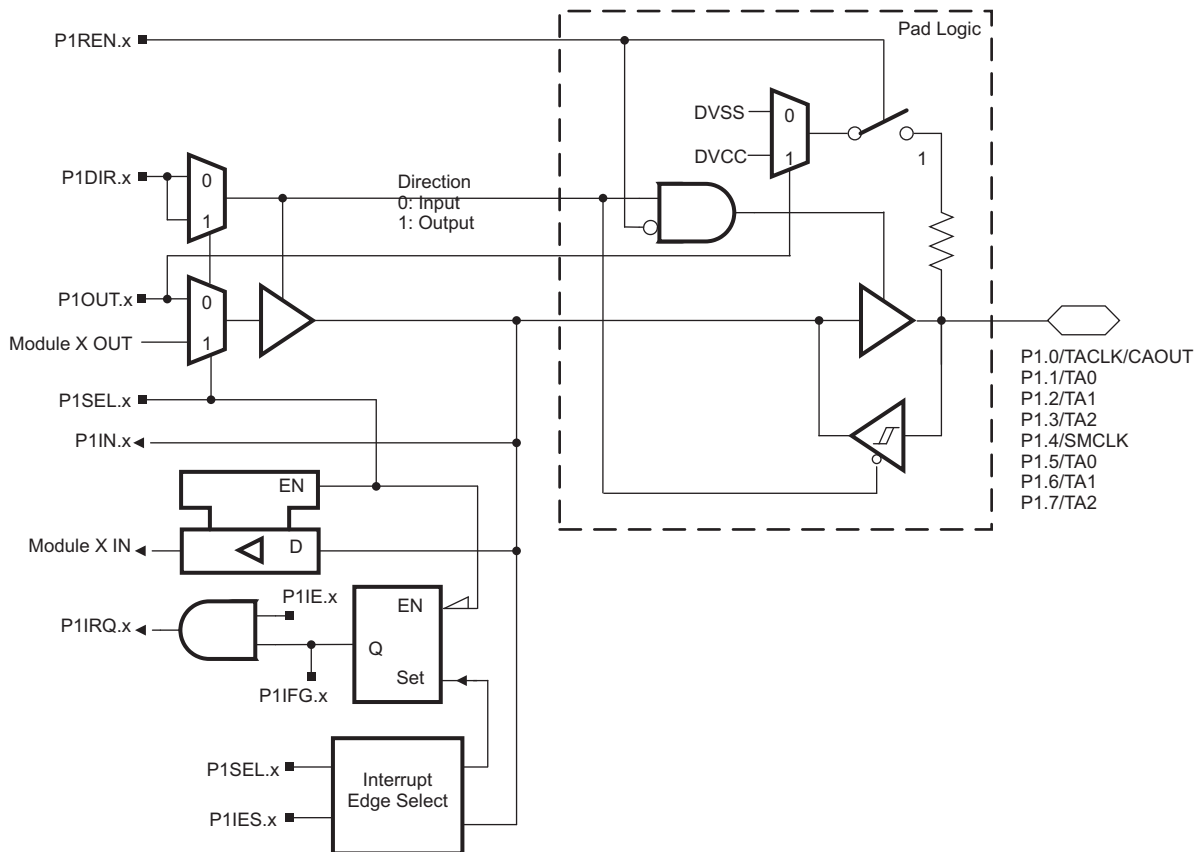 Pad Logic
P1REN.x
DVSS
0
DVCC
1
1
P1DIR.x
0
1
Direction
0: Input
1: Output
P1OUT.x
0
Module X OUT
1
P1SEL.x
P1IN.x
P1.0/TACLK/CAOUT
P1.1/TA0
P1.2/TA1
P1.3/TA2
P1.4/SMCLK
P1.5/TA0
P1.6/TA1
P1.7/TA2
EN
Module X IN
D
P1IE.x
EN
P1IRQ.x
Q
Set
P1IFG.x
P1SEL.x
Interrupt
Edge Select
P1IES.x